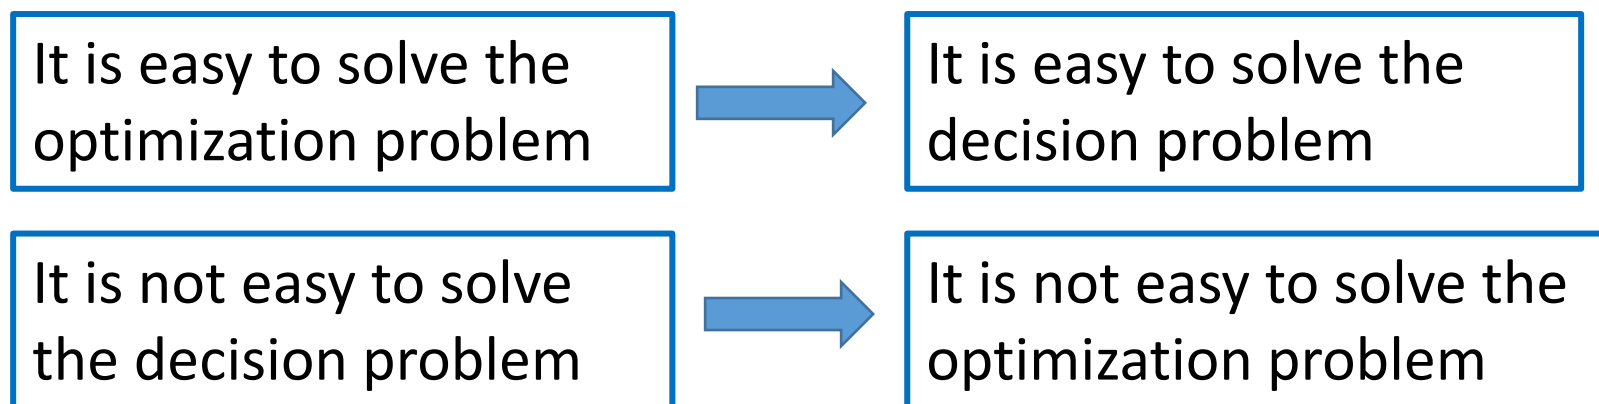 It is easy to solve the
optimization problem
It is easy to solve the
decision problem
It is not easy to solve
the decision problem
It is not easy to solve the
optimization problem